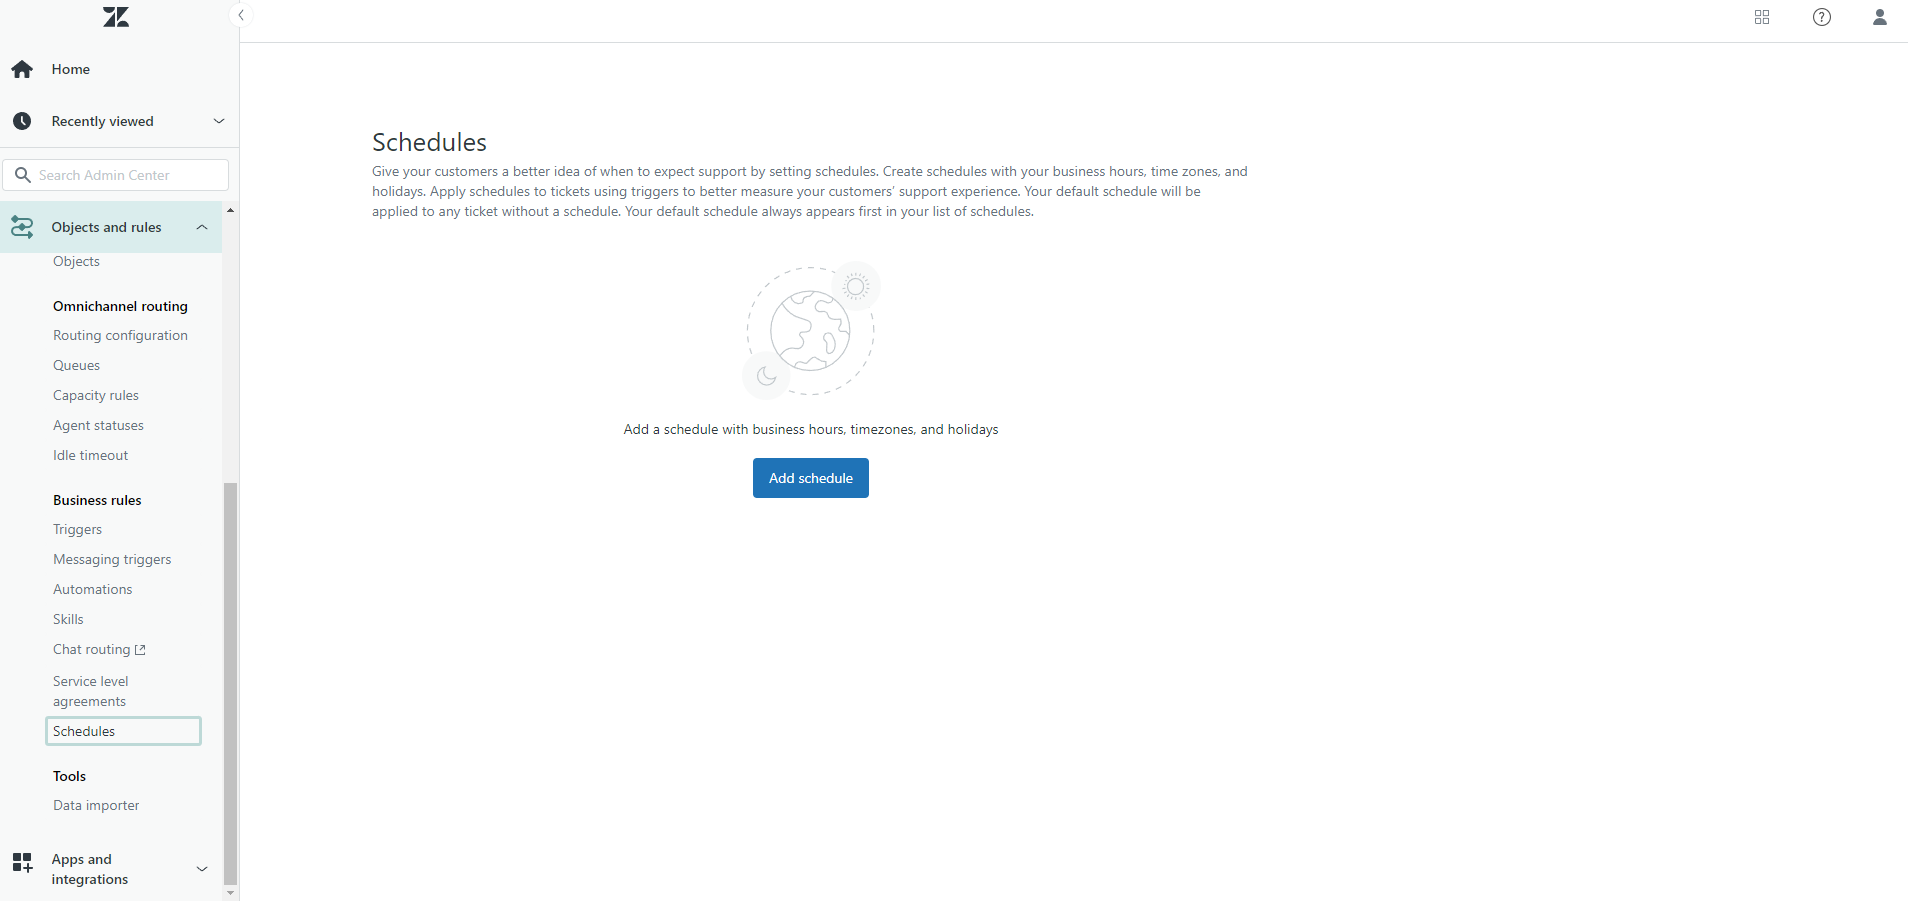 Home
Recently viewed
Search Admin Center
Objects and rules
Objects
Omnichannel routing
Routing configuration
Queues
Capacity rules
Agent statuses
Idle timeout
Business rules
Triggers
Messaging triggers
Automations
Skills
Chat routing
Service level
agreements
Schedules
Tools
Data importer
Apps and
integrations
Schedules
Give your customers a better idea of when to expect support by setting schedules. Create schedules with your business hours, time zones, and
holidays. Apply schedules to tickets using triggers to better measure your customers’ support experience. Your default schedule will be
applied to any ticket without a schedule. Your default schedule always appears first in your list of schedules.
Add a schedule with business hours, timezones, and holidays
Add schedule